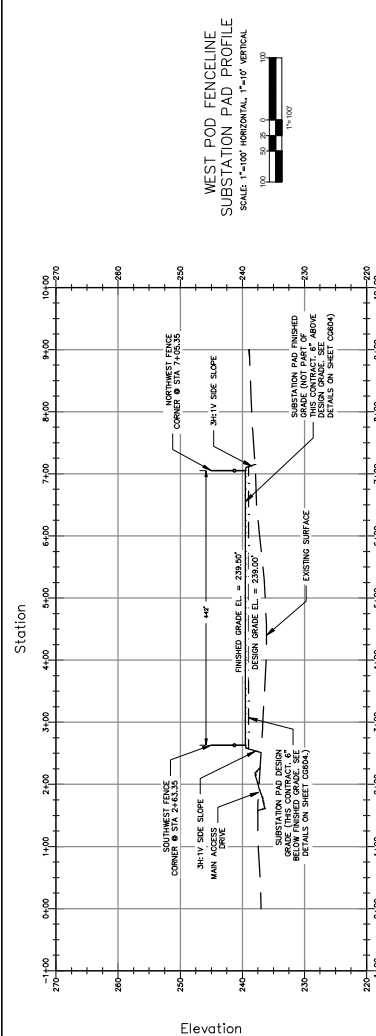 Station
-1+00 0+00 1+00 2+00 3+00 4+00 5+00 6+00 7+00 8+00 9+00 10+00
270 270
260 260
250 250
240 240
230 230
220 220
Elevation
SOUTHWEST FENCE
CORNER @ STA 2+63.35
3H:1V SIDE SLOPE
MAIN ACCESS
DRIVE
SUBSTATION PAD DESIGN
GRADE (THIS CONTRACT. 6"
BELOW FINISHED GRADE. SEE
DETAILS ON SHEET CG604.)
442'
FINISHED GRADE EL. = 239.50'
DESIGN GRADE EL. = 239.00'
EXISTING SURFACE
NORTHWEST FENCE
CORNER @ STA 7+05.35
3H:1V SIDE SLOPE
SUBSTATION PAD FINISHED
GRADE (NOT PART OF
THIS CONTRACT. 6" ABOVE
DESIGN GRADE. SEE
DETAILS ON SHEET CG604)
WEST POD FENCELINE
SUBSTATION PAD PROFILE
SCALE: 1"=100' HORIZONTAL, 1"=10' VERTICAL
100 50 25 0 100
1"=100'